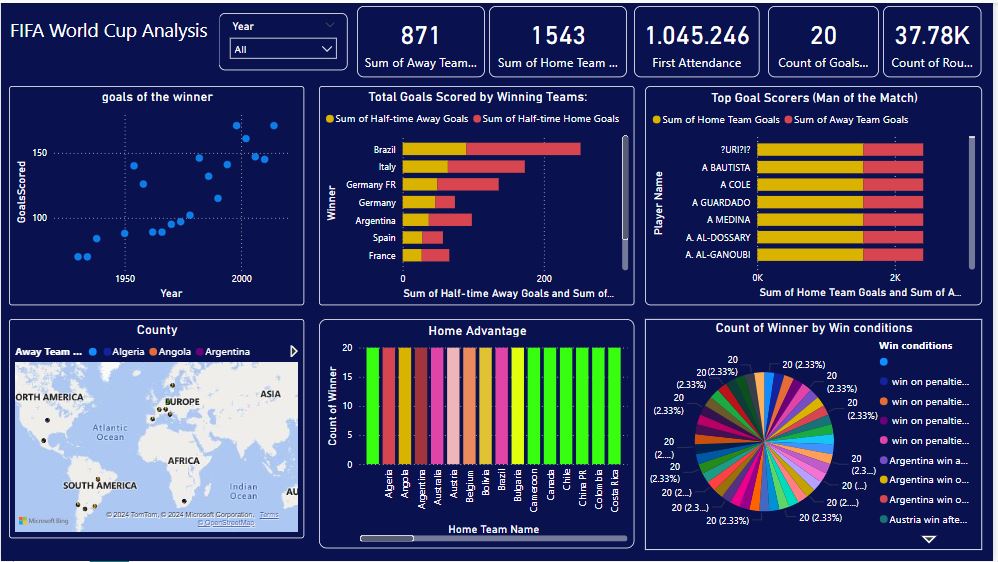 FIFA World Cup Analysis
Year
All
871
Sum of Away Team...
1543
Sum of Home Team ...
1.045.246
First Attendance
20
Count of Goals...
37.78K
Count of Rou...
goals of the winner
GoalsScored
150
100
1950
2000
Year
Total Goals Scored by Winning Teams:
Sum of Half-time Away Goals
Sum of Half-time Home Goals
Winner
Brazil
Italy
Germany FR
Germany
Argentina
Spain
France
0
200
Sum of Half-time Away Goals and Sum of...
Top Goal Scorers (Man of the Match)
Sum of Home Team Goals
Sum of Away Team Goals
Player Name
?URI?I?
A BAUTISTA
A COLE
A GUARDADO
A MEDINA
A. AL-DOSSARY
A. AL-GANOUBI
0K
2K
Sum of Home Team Goals and Sum of A...
County
Away Team ...
Algeria
Angola
Argentina
ORTH AMERICA
EUROPE
ASIA
Atlantic
Ocean
AFRICA
SOUTH AMERICA
Indian
Ocean
AU
Microsoft Bing
© 2024 TomTom, © 2024 Microsoft Corporation, Terms
© OpenStreetMap
Home Advantage
Count of Winner
20
15
10
5
0
Algeria
Angola
Argentina
Australia
Austria
Belgium
Bolivia
Brazil
Bulgaria
Cameroon
Canada
Chile
China PR
Colombia
Costa Rica
Home Team Name
Count of Winner by Win conditions
20 (2.33%)
20
(2.33%)
20 (2.33%)
20
(2.33%)
20 (2.33%)
20
(2.33%)
20
(2.33%)
20
(2....)
20
(2.3...)
20
(2.33%)
20
(2.3...)
20 (2...)
20 (2....)
20 (2.3...)
20 (2.33%)
20 (2.33%)
Win conditions
win on penaltie...
win on penaltie...
win on penaltie...
win on penaltie...
Argentina win a...
Argentina win o...
Argentina win o...
Austria win afte...